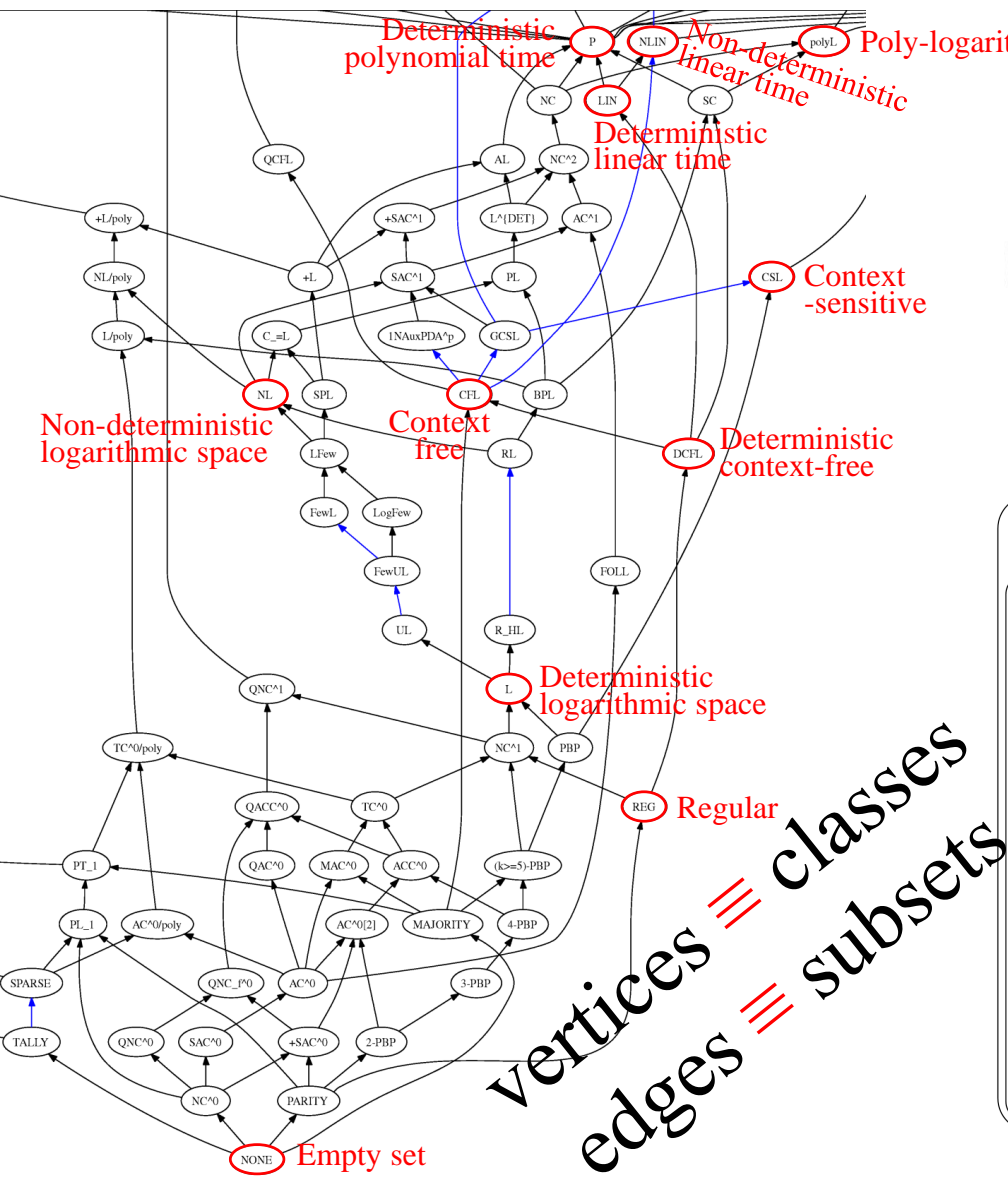 Deterministic
polynomial time
P
NLIN
Non-deterministic
linear time
polyL
Poly-logarit
NC
LIN
SC
Deterministic
linear time
QCFL
AL
NC^2
+L/poly
+SAC^1
L^{DET}
AC^1
NL/poly
+L
SAC^1
PL
CSL
Context
-sensitive
L/poly
C_=L
1NAuxPDA^p
GCSL
NL
SPL
CFL
BPL
Non-deterministic
logarithmic space
Context
free
LFew
RL
DCFL
Deterministic
context-free
FewL
LogFew
FewUL
FOLL
UL
R_HL
QNC^1
L
Deterministic
logarithmic space
TC^0/poly
NC^1
PBP
QACC^0
TC^0
REG
Regular
PT_1
QAC^0
MAC^0
ACC^0
(k>=5)-PBP
PL_1
AC^0/poly
AC^0[2]
MAJORITY
4-PBP
SPARSE
QNC_f^0
AC^0
3-PBP
TALLY
QNC^0
SAC^0
+SAC^0
2-PBP
NC^0
PARITY
NONE
Empty set
vertices ≡ classes
edges ≡ subsets